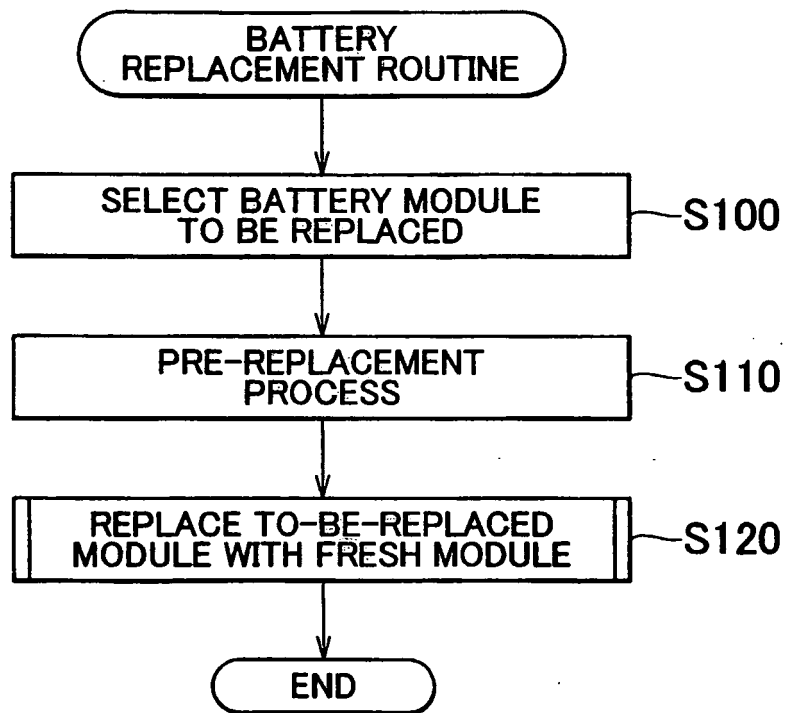 BATTERY
REPLACEMENT ROUTINE
SELECT BATTERY MODULE
TO BE REPLACED
S100
PRE-REPLACEMENT
PROCESS
S110
REPLACE TO-BE-REPLACED
MODULE WITH FRESH MODULE
S120
END